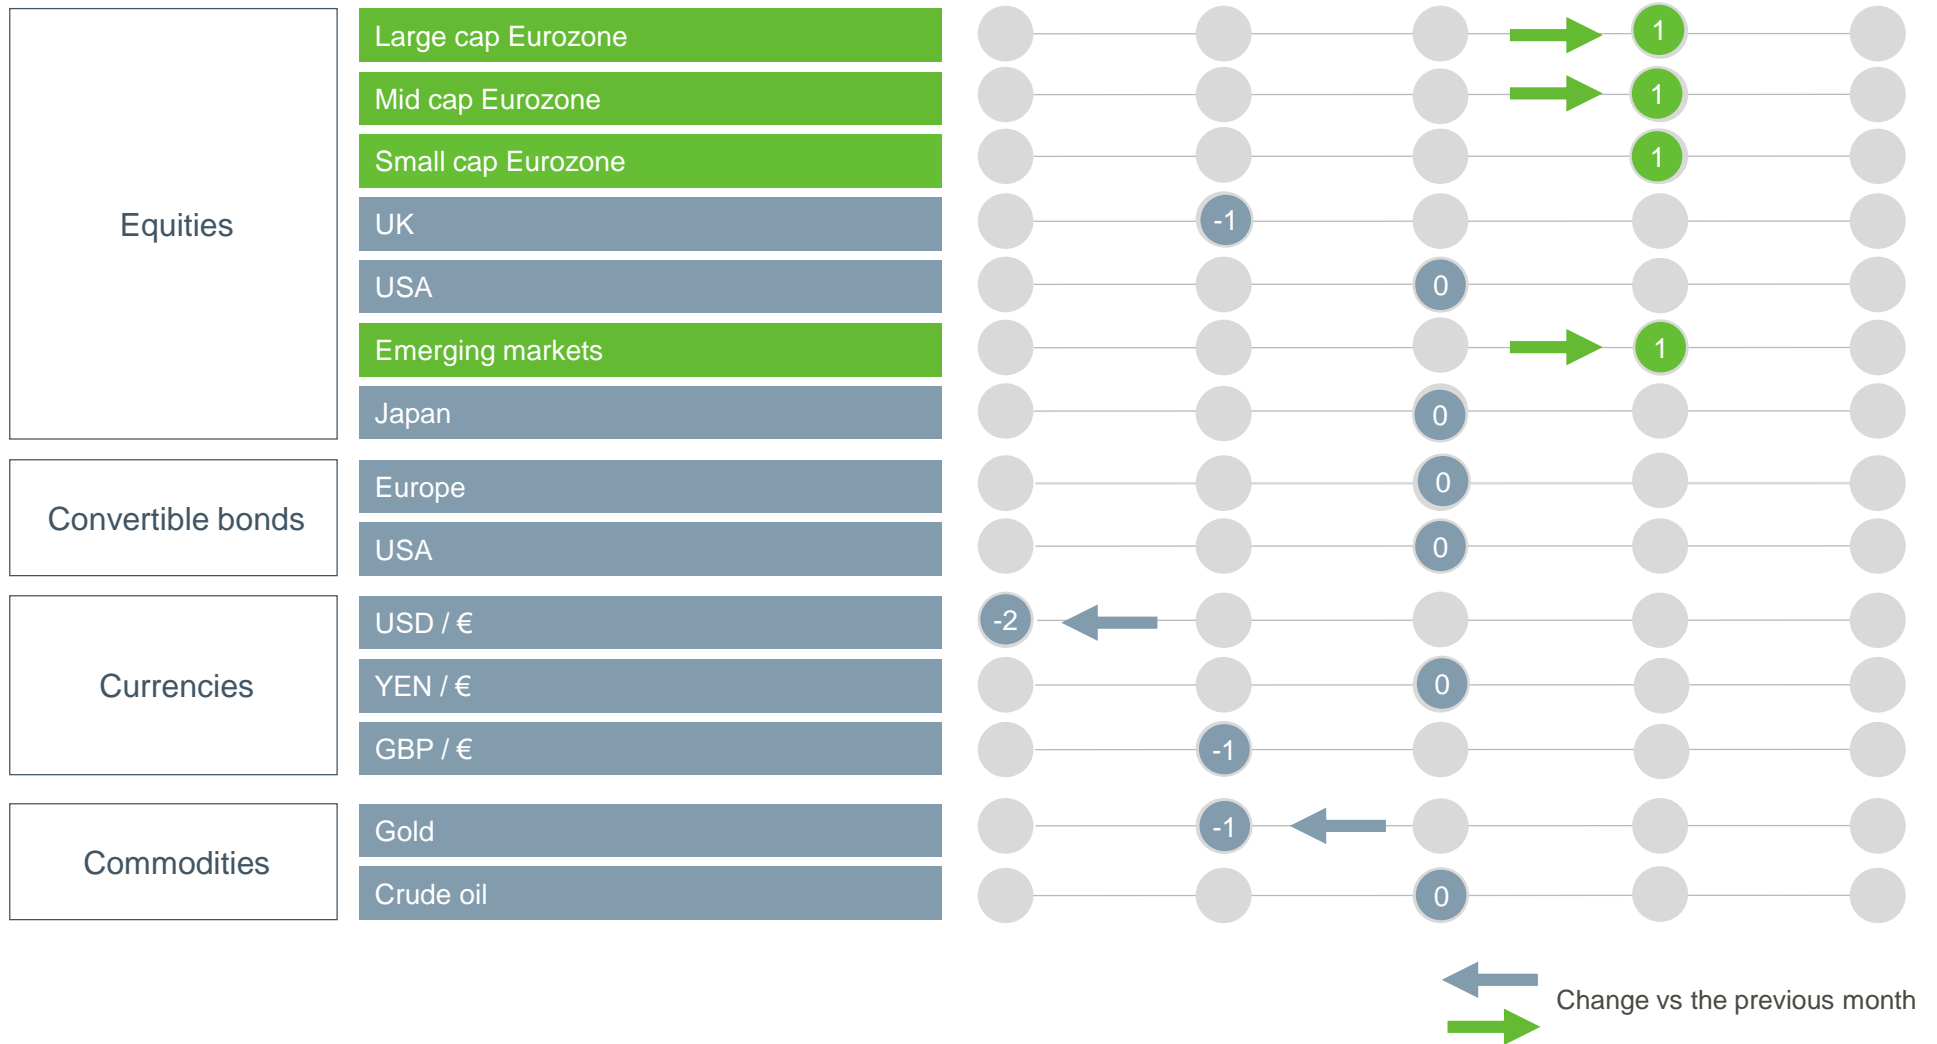 Equities
Large cap Eurozone 1
Mid cap Eurozone 1
Small cap Eurozone 1
UK -1
USA 0
Emerging markets 1
Japan 0
Convertible bonds
Europe 0
USA 0
Currencies
USD / € -2
YEN / € 0
GBP / € -1
Commodities
Gold -1
Crude oil 0
Change vs the previous month